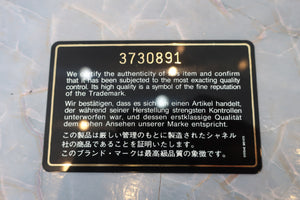 3730891
We certify the authenticity of this item and confirm
that it has been subjected to the most exacting quality
control. Its high quality is a symbol of the fine reputation
of the Trademark.
Wir bestätigen, dass es sich um einen Artikel handelt,
der während seiner Herstellung strengsten Kontrollen
unterworfen war, und dessen erstklassige Qualität
dem hohen Ansehen unserer Marke entspricht.
この製品は厳しい管理のもとに製造されたシャネル
社の商品であることを証明いたします。
このブランド・マークは最高級品質の象徴です。